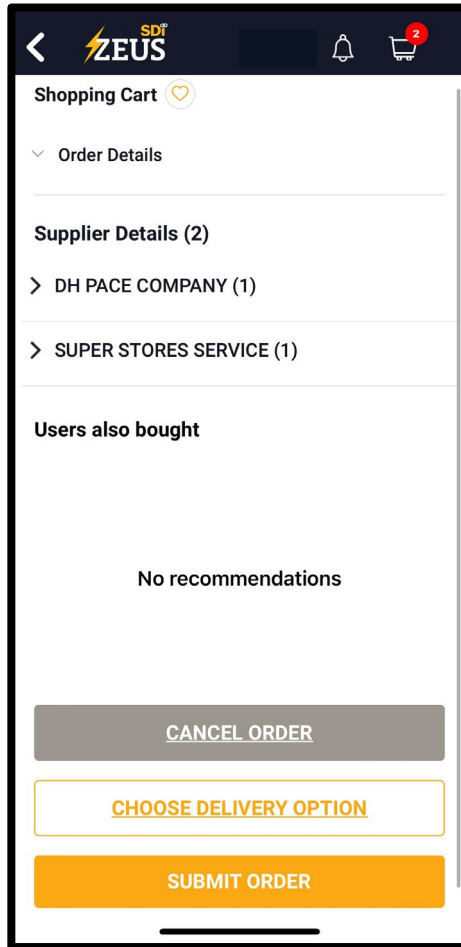 SDi
ZEUS
2
Shopping Cart
Order Details
Supplier Details (2)
DH PACE COMPANY (1)
SUPER STORES SERVICE (1)
Users also bought
No recommendations
CANCEL ORDER
CHOOSE DELIVERY OPTION
SUBMIT ORDER